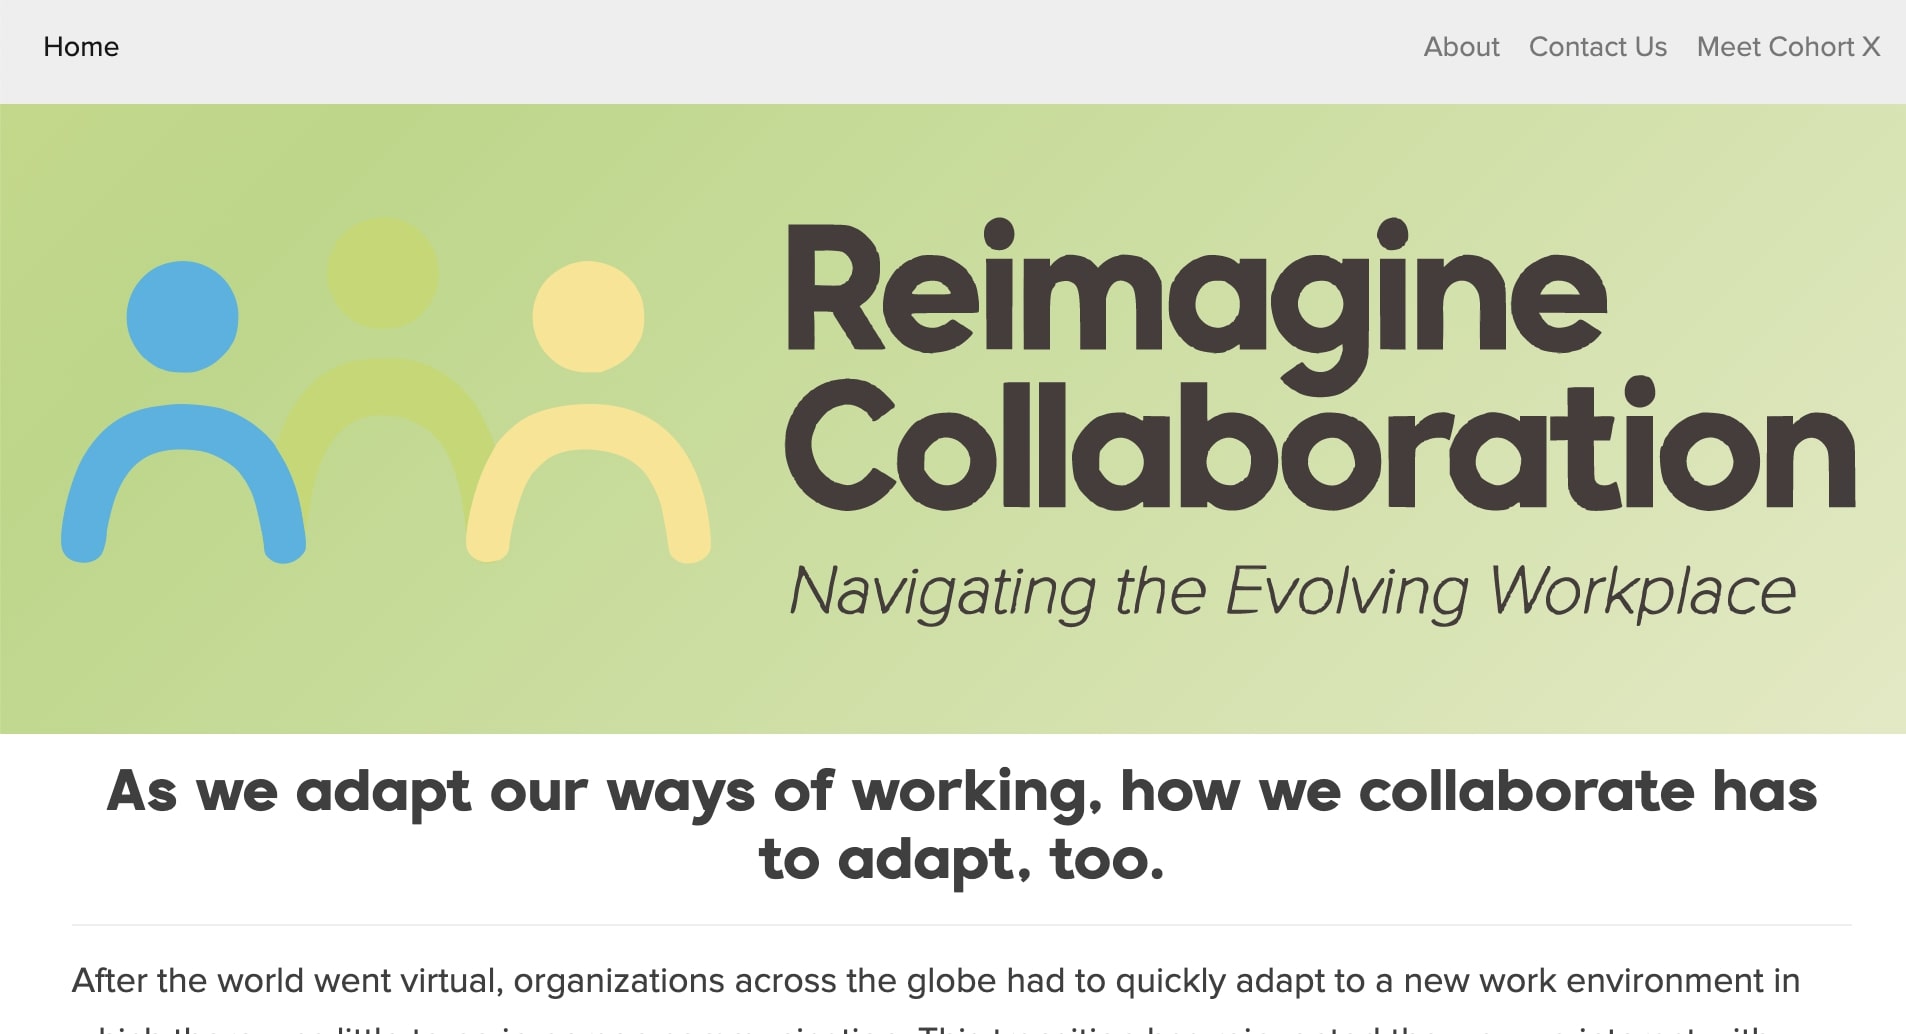 Home
About
Contact Us
Meet Cohort X
Reimagine
Collaboration
Navigating the Evolving Workplace
As we adapt our ways of working, how we collaborate has
to adapt, too.
After the world went virtual, organizations across the globe had to quickly adapt to a new work environment in